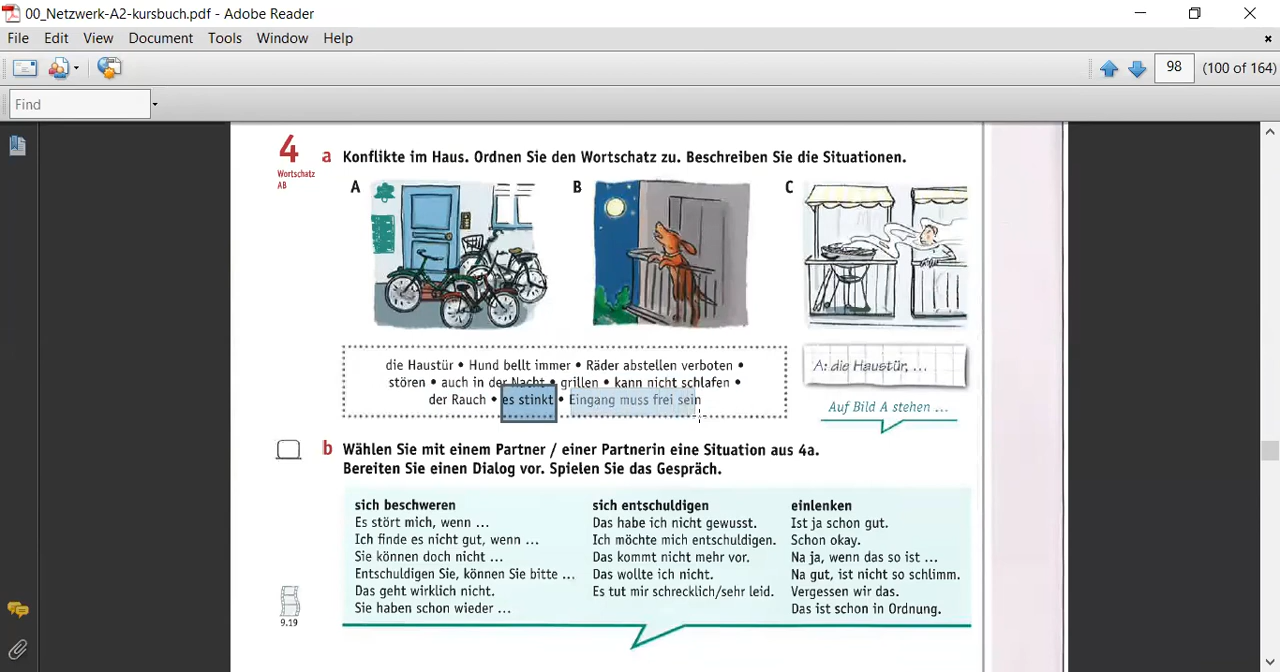 00_Netzwerk-A2-kursbuch.pdf - Adobe Reader
File Edit View Document Tools Window Help
98 (100 of 164)
Find
4 a Konflikte im Haus. Ordnen Sie den Wortschatz zu. Beschreiben Sie die Situationen.
Wortschatz
AB
A B C
die Haustür • Hund bellt immer • Räder abstellen verboten •
stören • auch in der Nacht • grillen • kann nicht schlafen •
der Rauch • es stinkt • Eingang muss frei sein
A: die Haustür, ...
Auf Bild A stehen ...
b Wählen Sie mit einem Partner / einer Partnerin eine Situation aus 4a.
Bereiten Sie einen Dialog vor. Spielen Sie das Gespräch.
sich beschweren
Es stört mich, wenn ...
Ich finde es nicht gut, wenn ...
Sie können doch nicht ...
Entschuldigen Sie, können Sie bitte ...
Das geht wirklich nicht.
Sie haben schon wieder ...
sich entschuldigen
Das habe ich nicht gewusst.
Ich möchte mich entschuldigen.
Das kommt nicht mehr vor.
Das wollte ich nicht.
Es tut mir schrecklich/sehr leid.
einlenken
Ist ja schon gut.
Schon okay.
Na ja, wenn das so ist ...
Na gut, ist nicht so schlimm.
Vergessen wir das.
Das ist schon in Ordnung.
9.19